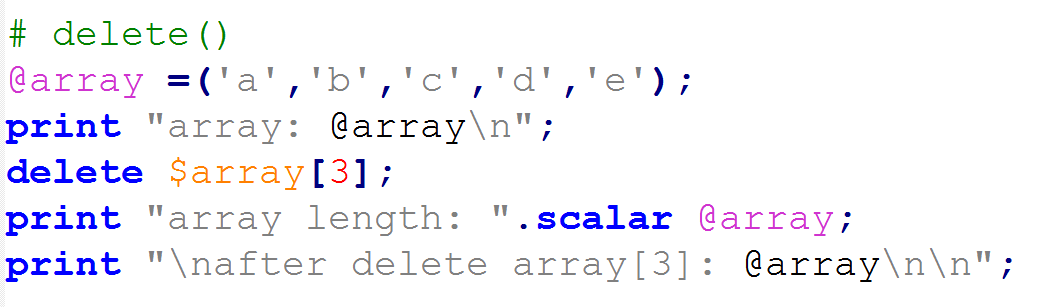 # delete()
@array =('a','b','c','d','e');
print "array: @array\n";
delete $array[3];
print "array length: ".scalar @array;
print "\nafter delete array[3]: @array\n\n";